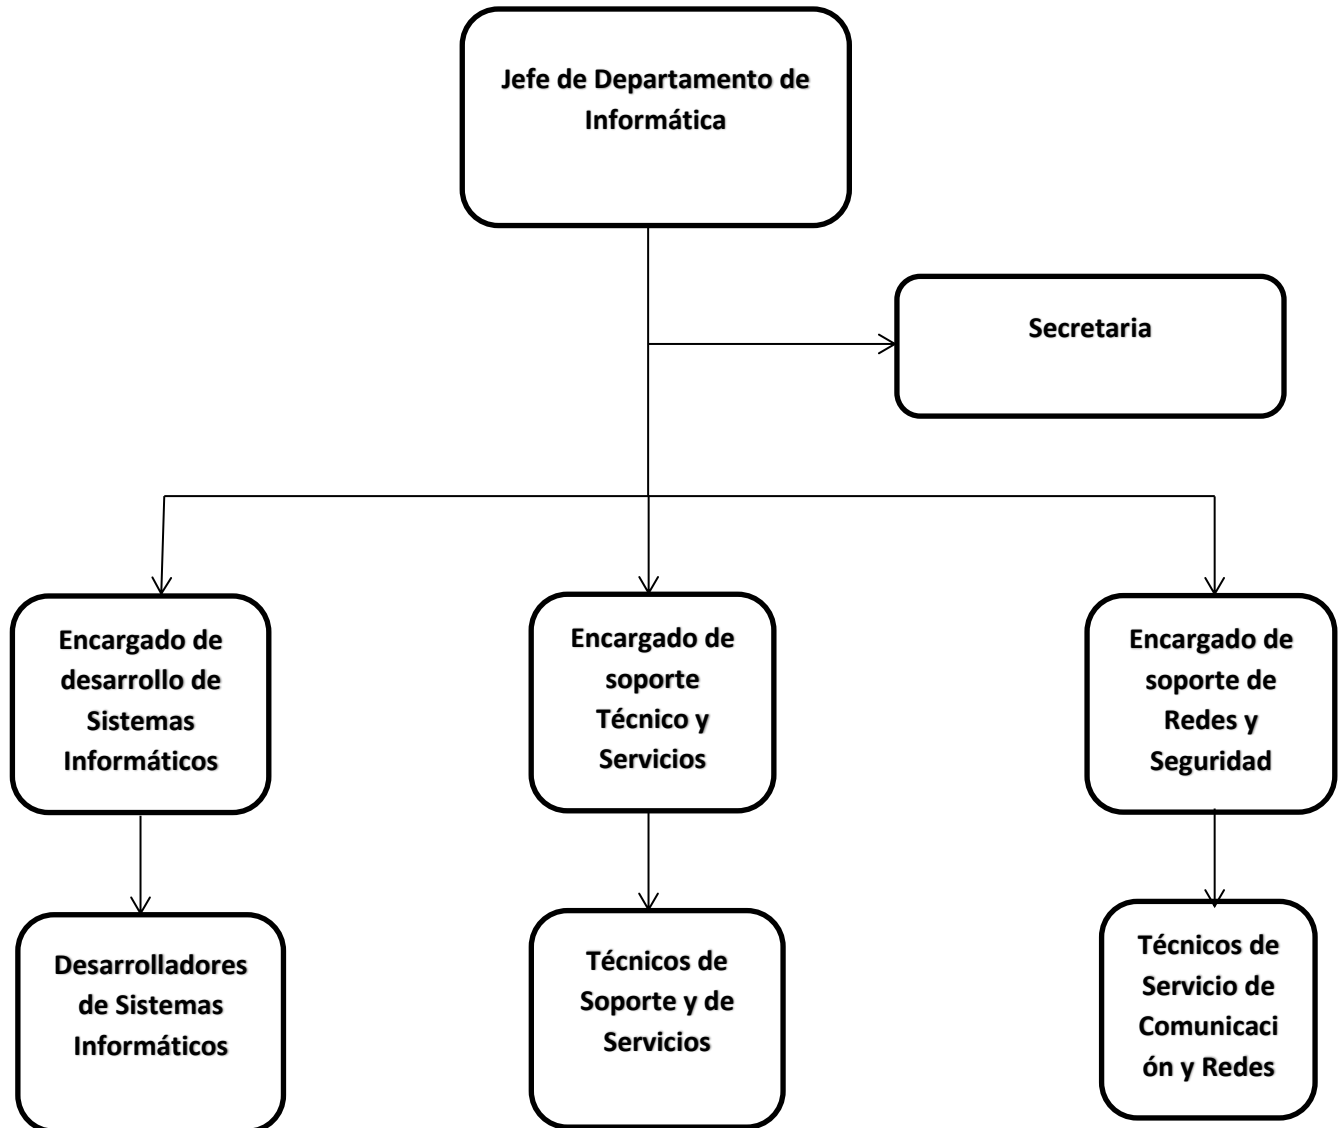 Jefe de Departamento de
Informática
Secretaria
Encargado de
desarrollo de
Sistemas
Informáticos
Encargado de
soporte
Técnico y
Servicios
Encargado de
soporte de
Redes y
Seguridad
Desarrolladores
de Sistemas
Informáticos
Técnicos de
Soporte y de
Servicios
Técnicos de
Servicio de
Comunicaci
ón y Redes